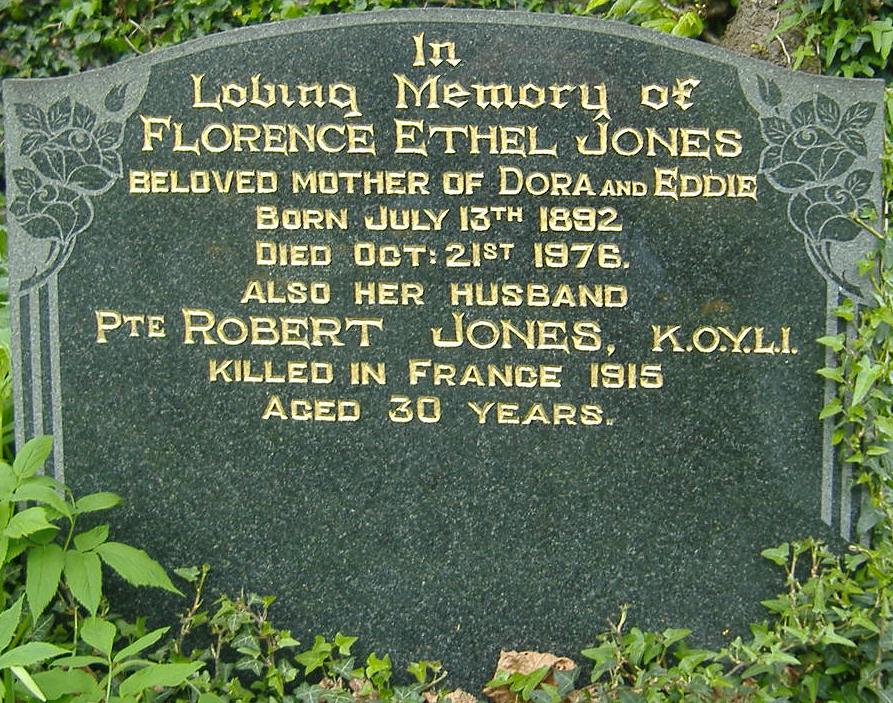 In
Loving Memory of
FLORENCE ETHEL JONES
BELOVED MOTHER OF DORA AND EDDIE
BORN JULY 13TH 1892
DIED OCT: 21ST 1976.
ALSO HER HUSBAND
PTE ROBERT JONES, K.O.Y.L.I.
KILLED IN FRANCE 1915
AGED 30 YEARS.